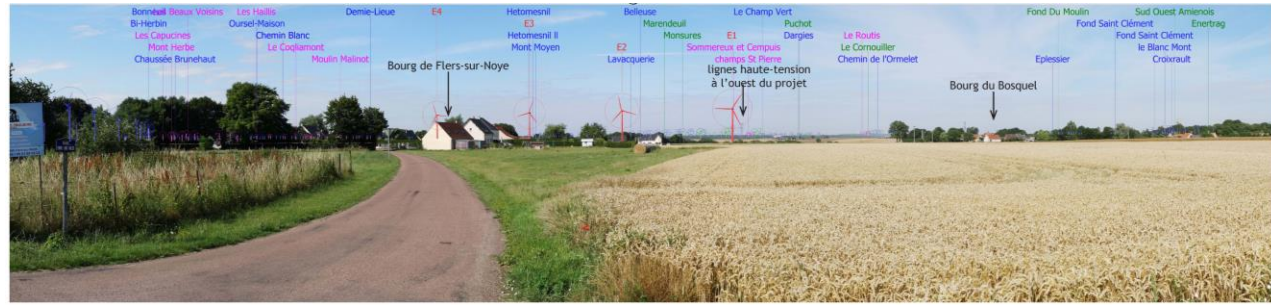 Bonneuil Les Beaux Voisins Les Haillis Demie-Lieue E4 Hetomesnil Belleuse Le Champ Vert Fond Du Moulin Sud Ouest Amienois
Bi-Herbin Oursel-Maison E3 Marendeuil Puchot Fond Saint Clément Enertrag
Les Capucines Chemin Blanc Hetomesnil II Monsures E1 Dargies Le Routis Fond Saint Clément
Mont Herbe Le Coqliamont Mont Moyen E2 Sommereux et Cempuis Le Cornouiller le Blanc Mont
Chaussée Brunehaut Moulin Malinot Lavacquerie champs St Pierre Chemin de l'Ormelet Eplessier Croixrault
Bourg de Flers-sur-Noye
lignes haute-tension
à l'ouest du projet
Bourg du Bosquel